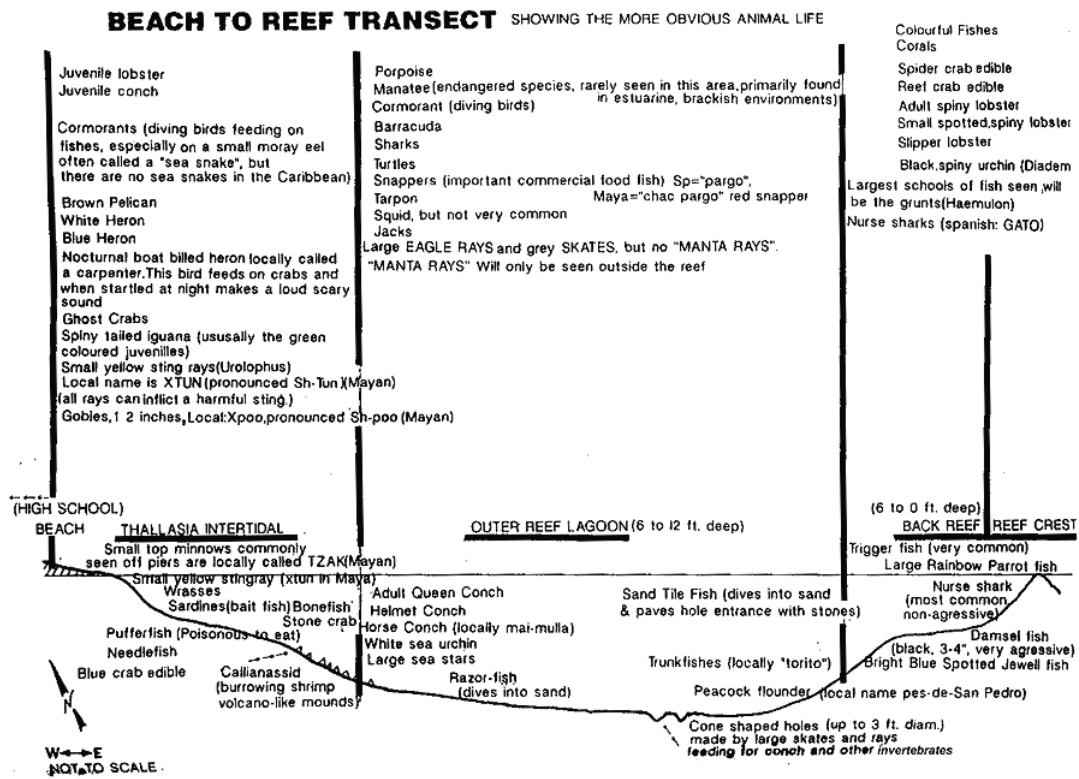 BEACH TO REEF TRANSECT SHOWING THE MORE OBVIOUS ANIMAL LIFE
Juvenile lobster
Juvenile conch
Cormorants (diving birds feeding on
fishes, especially on a small moray eel
often called a "sea snake", but
there are no sea snakes in the Caribbean)
Brown Pelican
White Heron
Blue Heron
Nocturnal boat billed heron locally called
a carpenter.This bird feeds on crabs and
when startled at night makes a loud scary
sound
Ghost Crabs
Spiny tailed iguana (ususally the green
coloured juvenilles)
Small yellow sting rays(Urolophus)
Local name is XTUN(pronounced Sh-Tun)(Mayan)
(all rays can inflict a harmful sting.)
Gobies,1 2 inches,Local:Xpoo,pronounced Sh-poo (Mayan)
Porpoise
Manatee(endangered species, rarely seen in this area,primarily found
in estuarine, brackish environments)
Cormorant (diving birds)
Barracuda
Sharks
Turtles
Snappers (important commercial food fish) Sp="pargo",
Maya="chac pargo" red snapper
Tarpon
Squid, but not very common
Jacks
Large EAGLE RAYS and grey SKATES, but no "MANTA RAYS".
"MANTA RAYS" Will only be seen outside the reef
Colourful Fishes
Corals
Spider crab edible
Reef crab edible
Adult spiny lobster
Small spotted,spiny lobster
Slipper lobster
Black,spiny urchin (Diadem
Largest schools of fish seen will
be the grunts(Haemulon)
Nurse sharks (spanish: GATO)
(HIGH SCHOOL)
BEACH
THALLASIA INTERTIDAL
OUTER REEF LAGOON (6 to 12 ft. deep)
(6 to 0 ft. deep)
BACK REEF
REEF CREST
Small top minnows commonly
seen off piers are locally called TZAK(Mayan)
Small yellow stingray (xtun in Maya)
Wrasses
Sardines(bait fish)
Bonefish
Stone crab
Pufferfish (Poisonous to eat)
Needlefish
Blue crab edible
Callianassid
(burrowing shrimp
volcano-like mounds)
Adult Queen Conch
Helmet Conch
Horse Conch (locally mai-mulla)
White sea urchin
Large sea stars
Razor-fish
(dives into sand)
Sand Tile Fish (dives into sand
& paves hole entrance with stones)
Trunkfishes (locally "torito")
Peacock flounder (local name pes-de-San Pedro)
Cone shaped holes (up to 3 ft. diam.)
made by large skates and rays
feeding for conch and other invertebrates
Trigger fish (very common)
Large Rainbow Parrot fish
Nurse shark
(most common,
non-agressive)
Damsel fish
(black, 3-4", very agressive)
Bright Blue Spotted Jewell fish
N
W E
NOT TO SCALE.